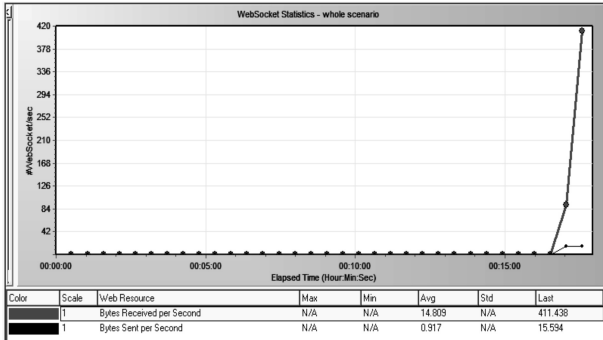 WebSocket Statistics - whole scenario
420
378
336
294
252
210
168
126
84
42
#WebSocket/sec
00:00:00 00:05:00 00:10:00 00:15:00
Elapsed Time (Hour:Min:Sec)
Color Scale Web Resource Max Min Avg Std Last
1 Bytes Received per Second N/A N/A 14.809 N/A 411.438
1 Bytes Sent per Second N/A N/A 0.917 N/A 15.594